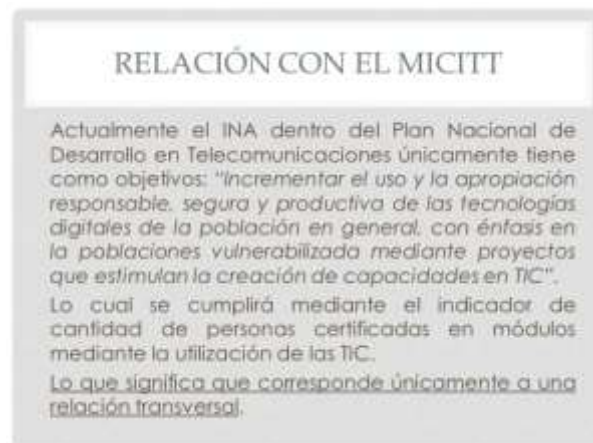 RELACIÓN CON EL MICITT
Actualmente el INA dentro del Plan Nacional de
Desarrollo en Telecomunicaciones únicamente tiene
como objetivos: "Incrementar el uso y la apropiación
responsable, segura y productiva de las tecnologías
digitales de la población en general, con énfasis en
la poblaciones vulnerabilizada mediante proyectos
que estimulan la creación de capacidades en TIC".
Lo cual se cumplirá mediante el indicador de
cantidad de personas certificadas en módulos
mediante la utilización de las TIC.
Lo que significa que corresponde únicamente a una
relación transversal.